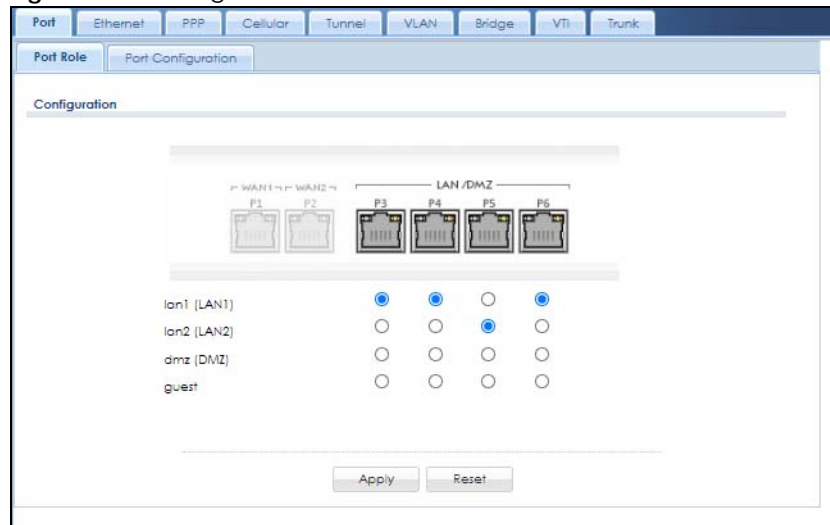 Port Ethernet PPP Cellular Tunnel VLAN Bridge VTI Trunk
Port Role Port Configuration
Configuration
WAN1 WAN2 LAN /DMZ
P1 P2 P3 P4 P5 P6
lan1 (LAN1)
lan2 (LAN2)
dmz (DMZ)
guest
Apply Reset